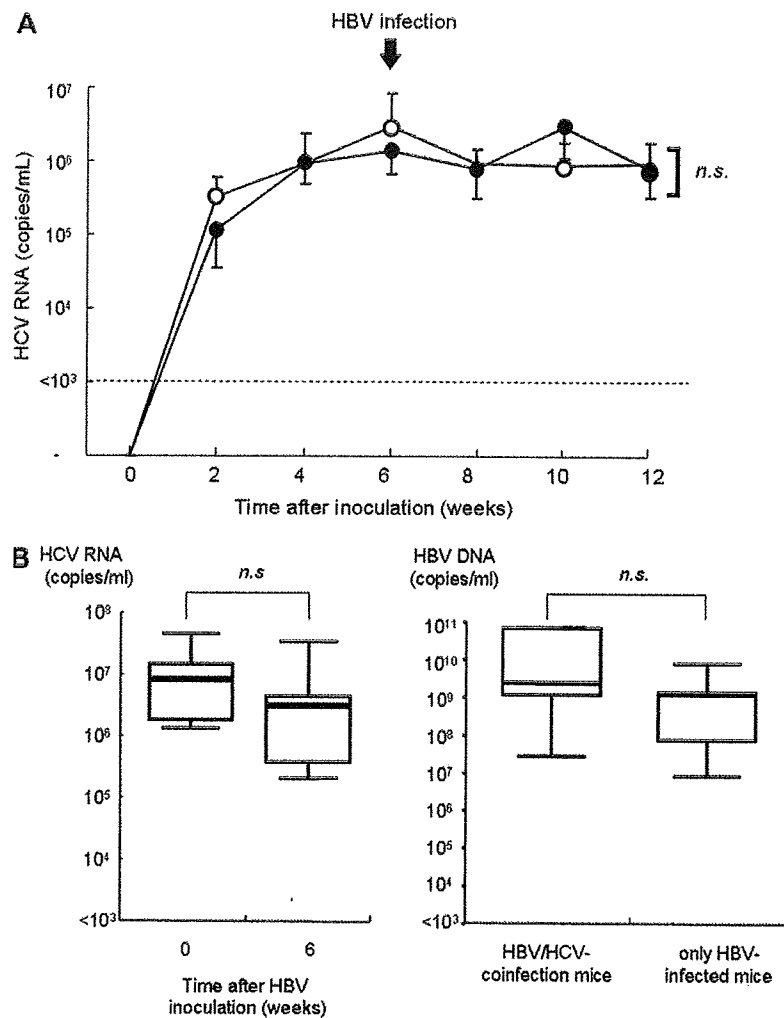 A
HBV infection
HCV RNA (copies/mL)
10⁷
10⁶
10⁵
10⁴
<10³
-
n.s.
0 2 4 6 8 10 12
Time after inoculation (weeks)
B
HCV RNA
(copies/ml)
n.s
10⁸
10⁷
10⁶
10⁵
10⁴
<10³
0 6
Time after HBV
inoculation (weeks)
HBV DNA
(copies/ml)
n.s.
10¹¹
10¹⁰
10⁹
10⁸
10⁷
10⁶
10⁵
10⁴
<10³
HBV/HCV-
coinfection mice
only HBV-
infected mice